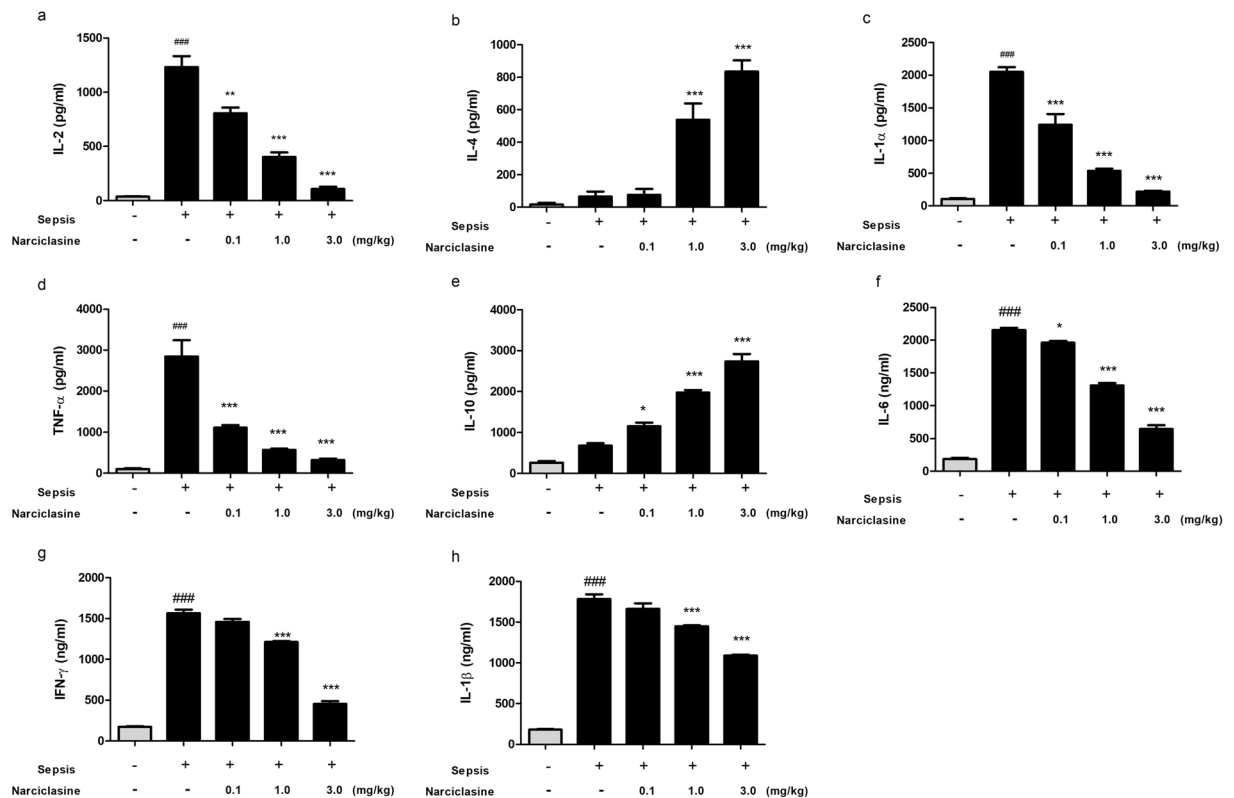 a
IL-2 (pg/ml)
1500
1000
500
0
###
**
***
***
Sepsis - + + + +
Narciclasine - - 0.1 1.0 3.0 (mg/kg)
b
IL-4 (pg/ml)
1000
800
600
400
200
0
***
***
Sepsis - + + + +
Narciclasine - - 0.1 1.0 3.0 (mg/kg)
c
IL-1α (pg/ml)
2500
2000
1500
1000
500
0
###
***
***
***
Sepsis - + + + +
Narciclasine - - 0.1 1.0 3.0 (mg/kg)
d
TNF-α (pg/ml)
4000
3000
2000
1000
0
###
***
***
***
Sepsis - + + + +
Narciclasine - - 0.1 1.0 3.0 (mg/kg)
e
IL-10 (pg/ml)
4000
3000
2000
1000
0
*
***
***
Sepsis - + + + +
Narciclasine - - 0.1 1.0 3.0 (mg/kg)
f
IL-6 (ng/ml)
2500
2000
1500
1000
500
0
###
*
***
***
Sepsis - + + + +
Narciclasine - - 0.1 1.0 3.0 (mg/kg)
g
IFN-γ (ng/ml)
2000
1500
1000
500
0
###
***
***
Sepsis - + + + +
Narciclasine - - 0.1 1.0 3.0 (mg/kg)
h
IL-1β (ng/ml)
2000
1500
1000
500
0
###
***
***
Sepsis - + + + +
Narciclasine - - 0.1 1.0 3.0 (mg/kg)